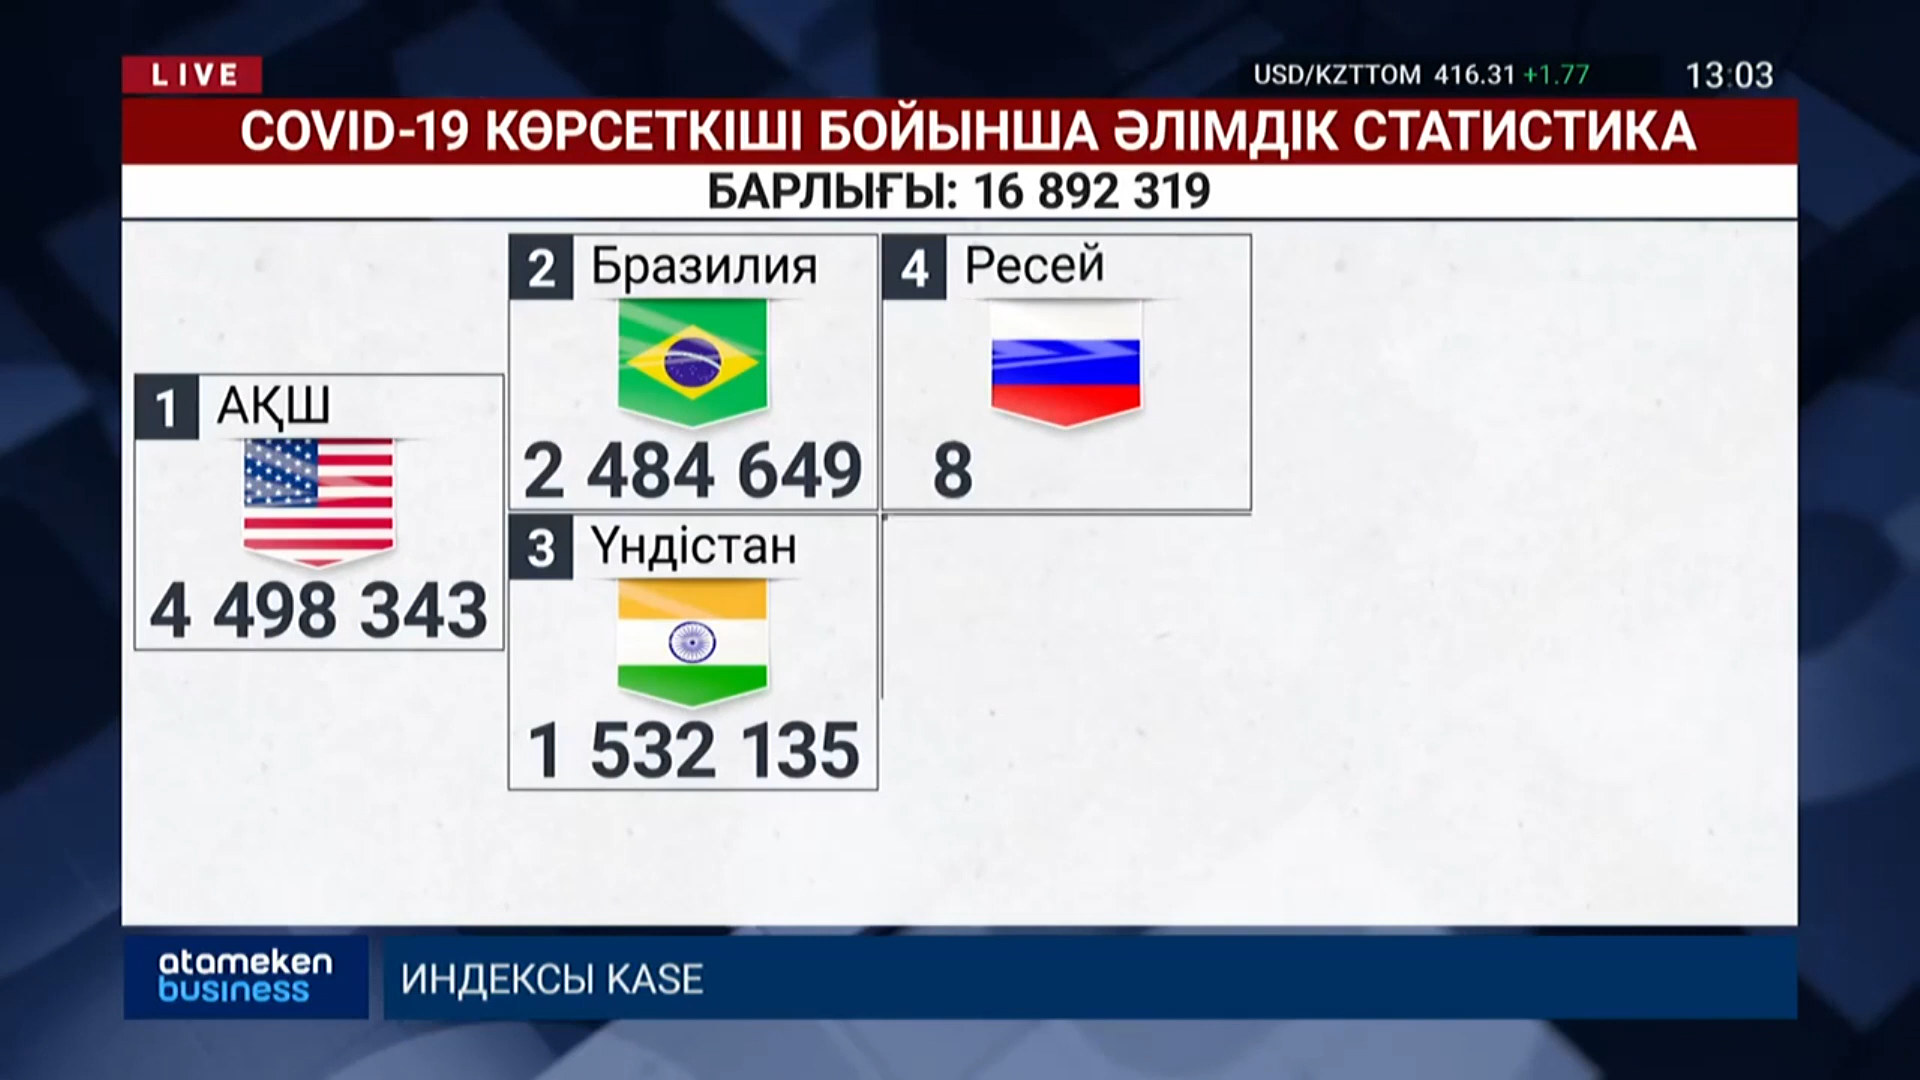 LIVE
USD/KZTTOM 416.31 +1.77
13:03
COVID-19 КӨРСЕТКІШІ БОЙЫНША ӘЛІМДІК СТАТИСТИКА
БАРЛЫҒЫ: 16 892 319
1 АҚШ
4 498 343
2 Бразилия
2 484 649
3 Үндістан
1 532 135
4 Ресей
8
atameken
business
ИНДЕКСЫ KASE